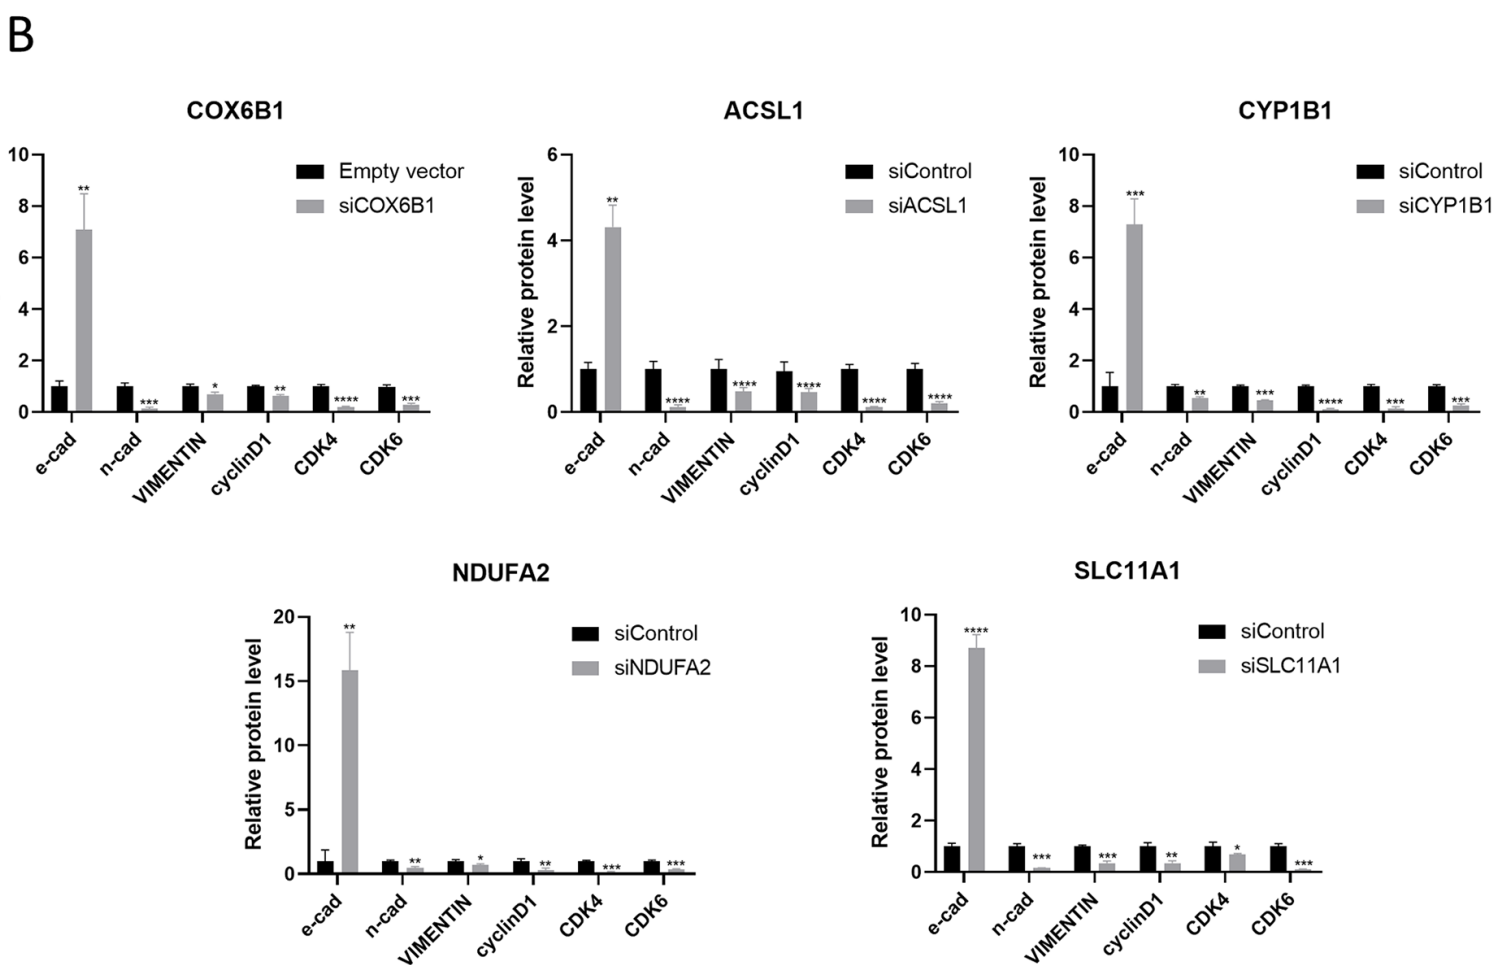 B
COX6B1
10
8
6
4
2
0
Empty vector
siCOX6B1
**
***
*
**
****
***
e-cad
n-cad
VIMENTIN
cyclinD1
CDK4
CDK6
ACSL1
Relative protein level
6
4
2
0
siControl
siACSL1
**
****
****
****
****
****
e-cad
n-cad
VIMENTIN
cyclinD1
CDK4
CDK6
CYP1B1
Relative protein level
10
8
6
4
2
0
siControl
siCYP1B1
***
**
***
****
***
***
e-cad
n-cad
VIMENTIN
cyclinD1
CDK4
CDK6
NDUFA2
Relative protein level
20
15
10
5
0
siControl
siNDUFA2
**
**
*
**
***
***
e-cad
n-cad
VIMENTIN
cyclinD1
CDK4
CDK6
SLC11A1
Relative protein level
10
8
6
4
2
0
siControl
siSLC11A1
****
***
***
**
*
***
e-cad
n-cad
VIMENTIN
cyclinD1
CDK4
CDK6